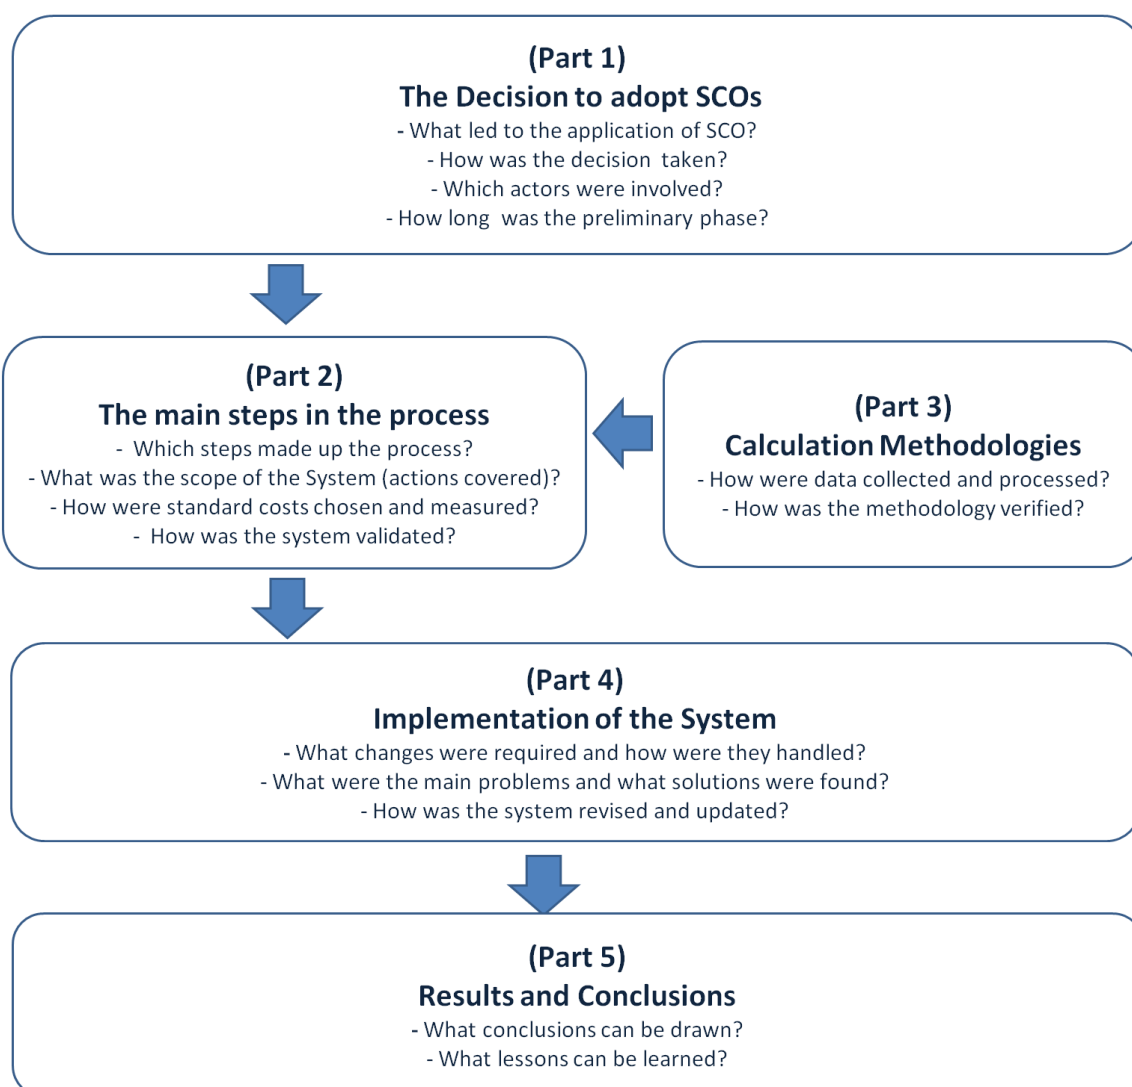 (Part 1)
The Decision to adopt SCOs
- What led to the application of SCO?
- How was the decision taken?
- Which actors were involved?
- How long was the preliminary phase?
(Part 2)
The main steps in the process
- Which steps made up the process?
- What was the scope of the System (actions covered)?
- How were standard costs chosen and measured?
- How was the system validated?
(Part 3)
Calculation Methodologies
- How were data collected and processed?
- How was the methodology verified?
(Part 4)
Implementation of the System
- What changes were required and how were they handled?
- What were the main problems and what solutions were found?
- How was the system revised and updated?
(Part 5)
Results and Conclusions
- What conclusions can be drawn?
- What lessons can be learned?